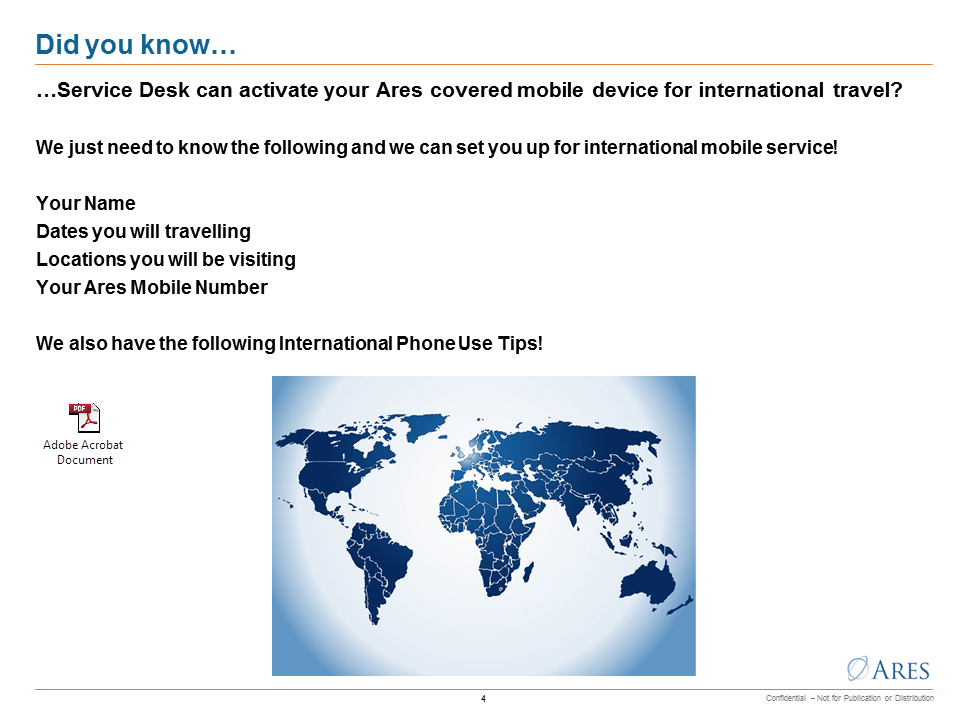 Did you know…
…Service Desk can activate your Ares covered mobile device for international travel?
We just need to know the following and we can set you up for international mobile service!
Your Name
Dates you will travelling
Locations you will be visiting
Your Ares Mobile Number
We also have the following International Phone Use Tips!
PDF
Adobe Acrobat
Document
ARES
4
Confidential – Not for Publication or Distribution